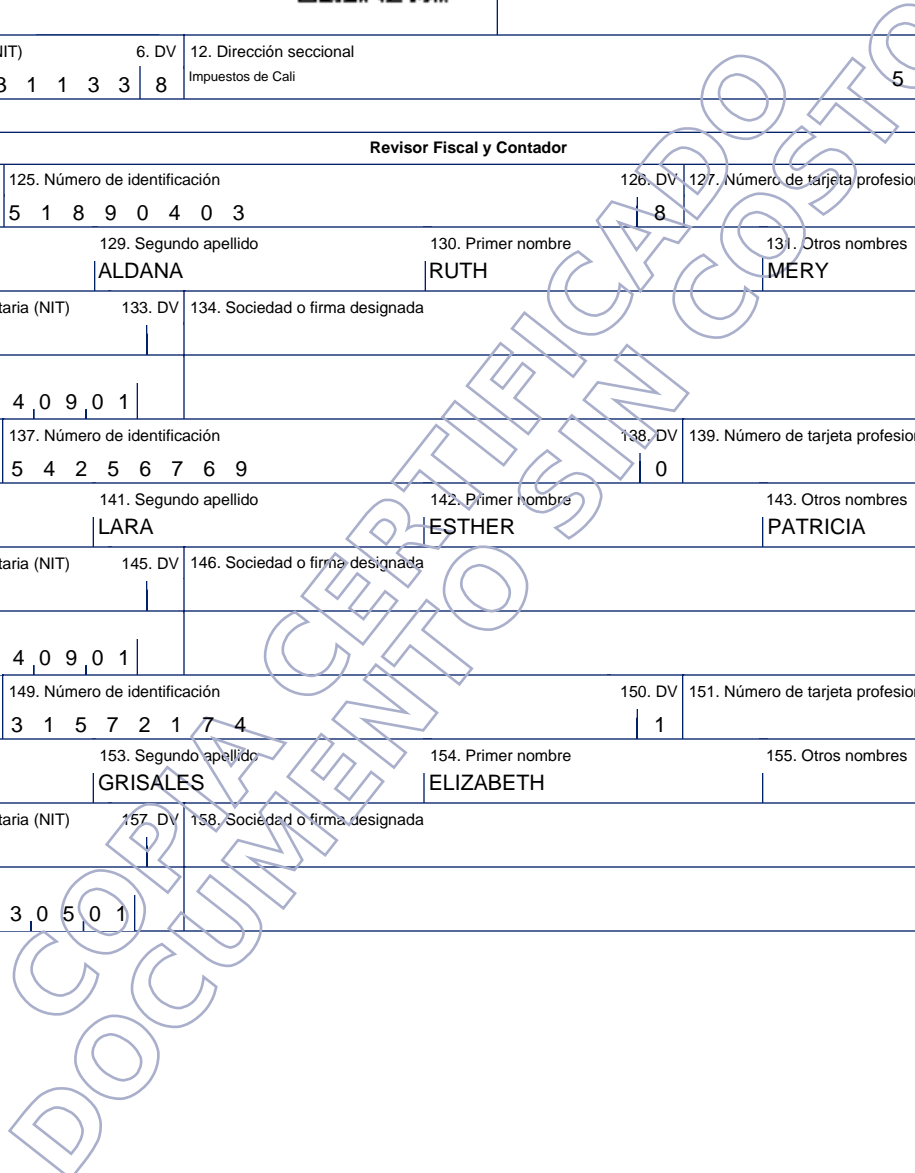 NIT) 6. DV 12. Dirección seccional
3 1 1 3 3 8 Impuestos de Cali 5
Revisor Fiscal y Contador
125. Número de identificación 126. DV 127. Número de tarjeta profesion
5 1 8 9 0 4 0 3 8
129. Segundo apellido 130. Primer nombre 131. Otros nombres
ALDANA RUTH MERY
taria (NIT) 133. DV 134. Sociedad o firma designada
4 0 9 0 1
137. Número de identificación 138. DV 139. Número de tarjeta profesion
5 4 2 5 6 7 6 9 0
141. Segundo apellido 142. Primer nombre 143. Otros nombres
LARA ESTHER PATRICIA
taria (NIT) 145. DV 146. Sociedad o firma designada
4 0 9 0 1
149. Número de identificación 150. DV 151. Número de tarjeta profesion
3 1 5 7 2 1 7 4 1
153. Segundo apellido 154. Primer nombre 155. Otros nombres
GRISALES ELIZABETH
taria (NIT) 157. DV 158. Sociedad o firma designada
3 0 5 0 1
COPIA CERTIFICADO
DOCUMENTO SIN COSTO